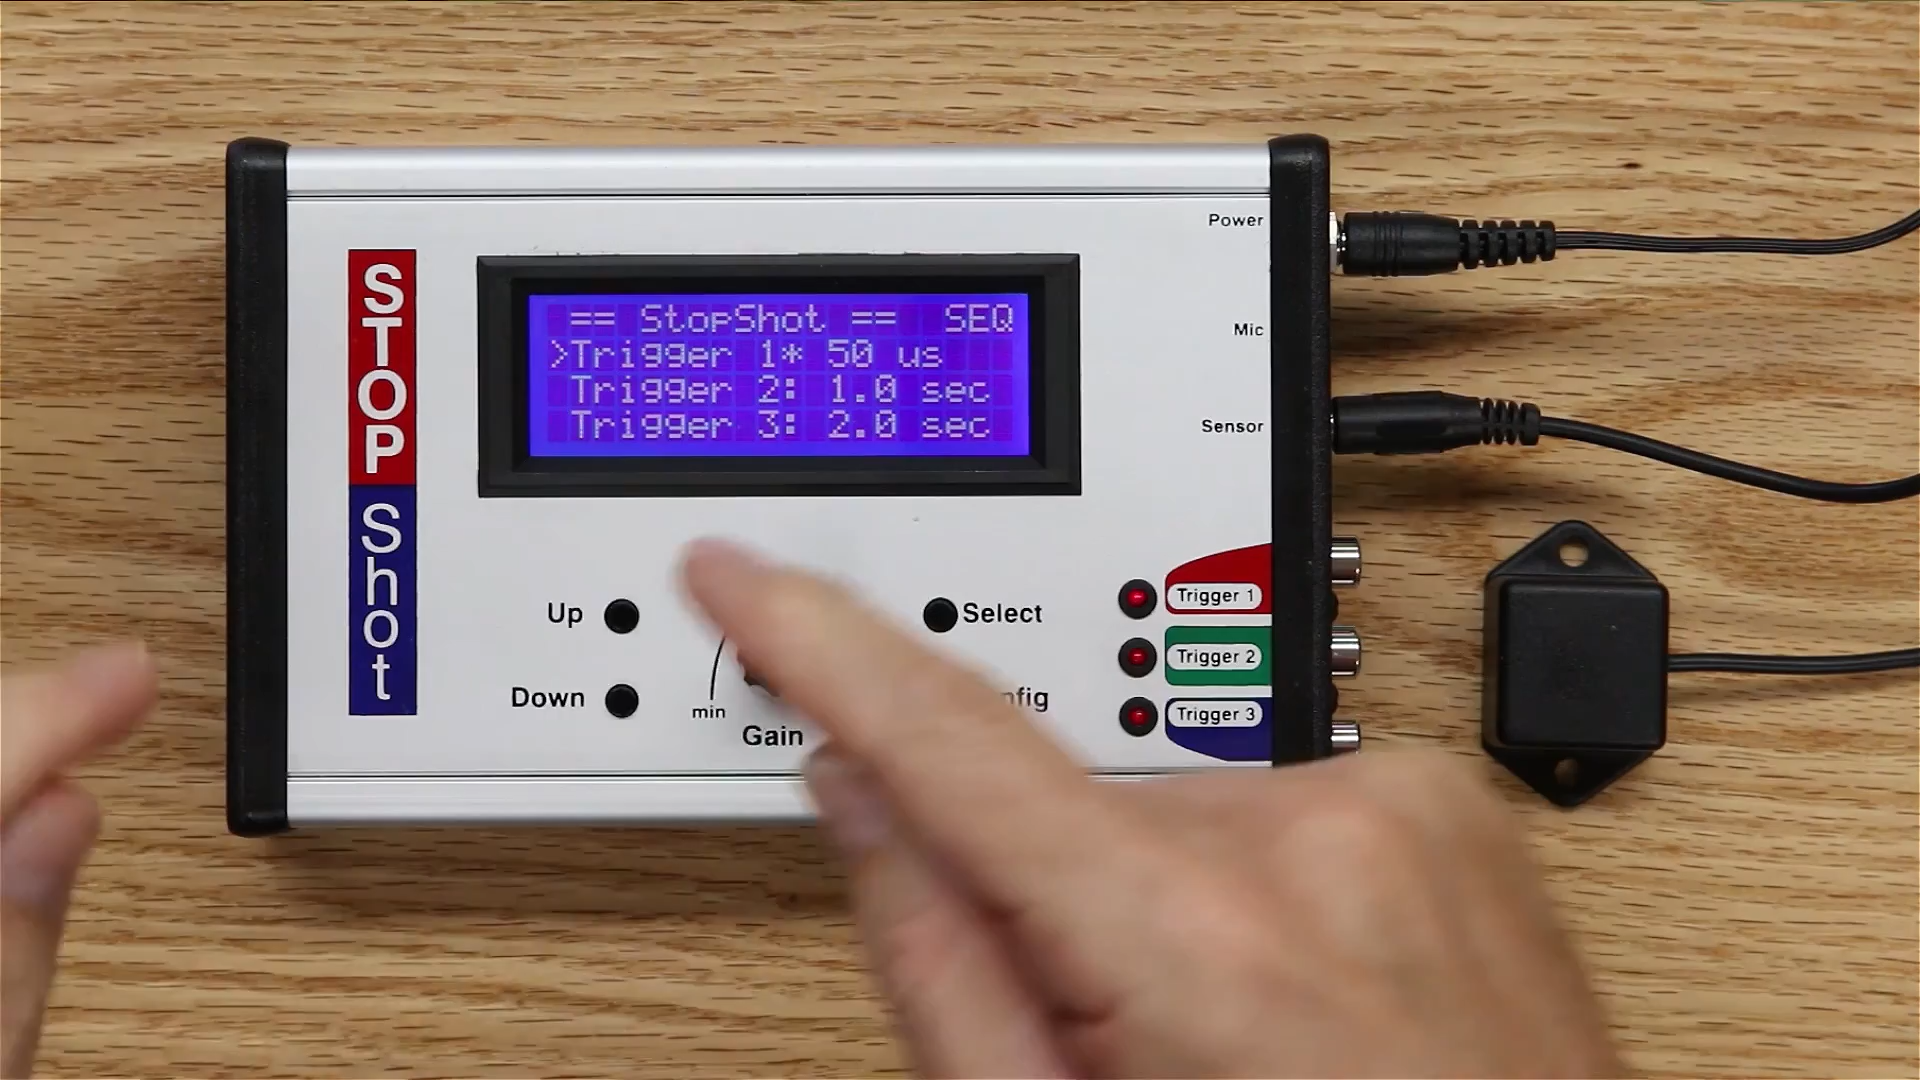 STOP Shot
== StopShot == SEQ
>Trigger 1* 50 us
Trigger 2: 1.0 sec
Trigger 3: 2.0 sec
Power
Mic
Sensor
Up
Down
min
Gain
Select
Trigger 1
Trigger 2
Trigger 3